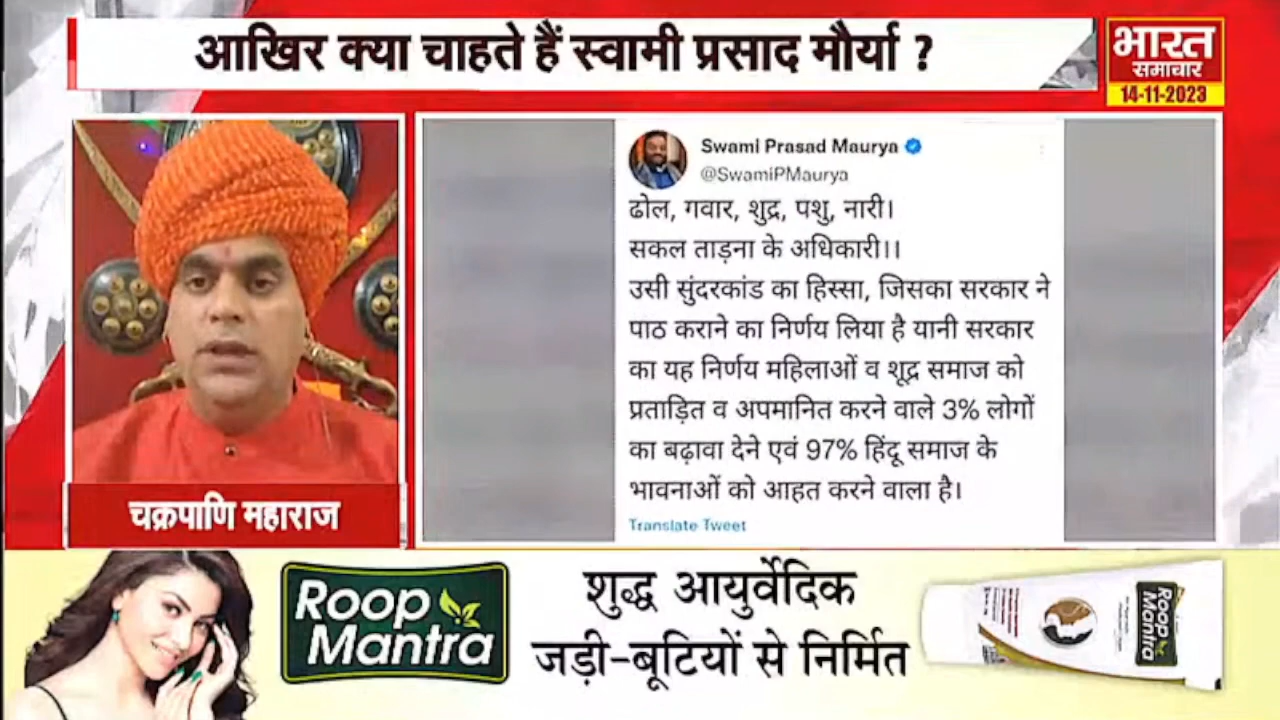 आखिर क्या चाहते हैं स्वामी प्रसाद मौर्या ?
भारत
समाचार
14-11-2023
Swami Prasad Maurya
@SwamiPMaurya
ढोल, गवार, शुद्र, पशु, नारी।
सकल ताड़ना के अधिकारी।।
उसी सुंदरकांड का हिस्सा, जिसका सरकार ने
पाठ कराने का निर्णय लिया है यानी सरकार
का यह निर्णय महिलाओं व शूद्र समाज को
प्रताड़ित व अपमानित करने वाले 3% लोगों
का बढ़ावा देने एवं 97% हिंदू समाज के
भावनाओं को आहत करने वाला है।
Translate Tweet
चक्रपाणि महाराज
Roop
Mantra
शुद्ध आयुर्वेदिक
जड़ी-बूटियों से निर्मित
Roop
Mantra